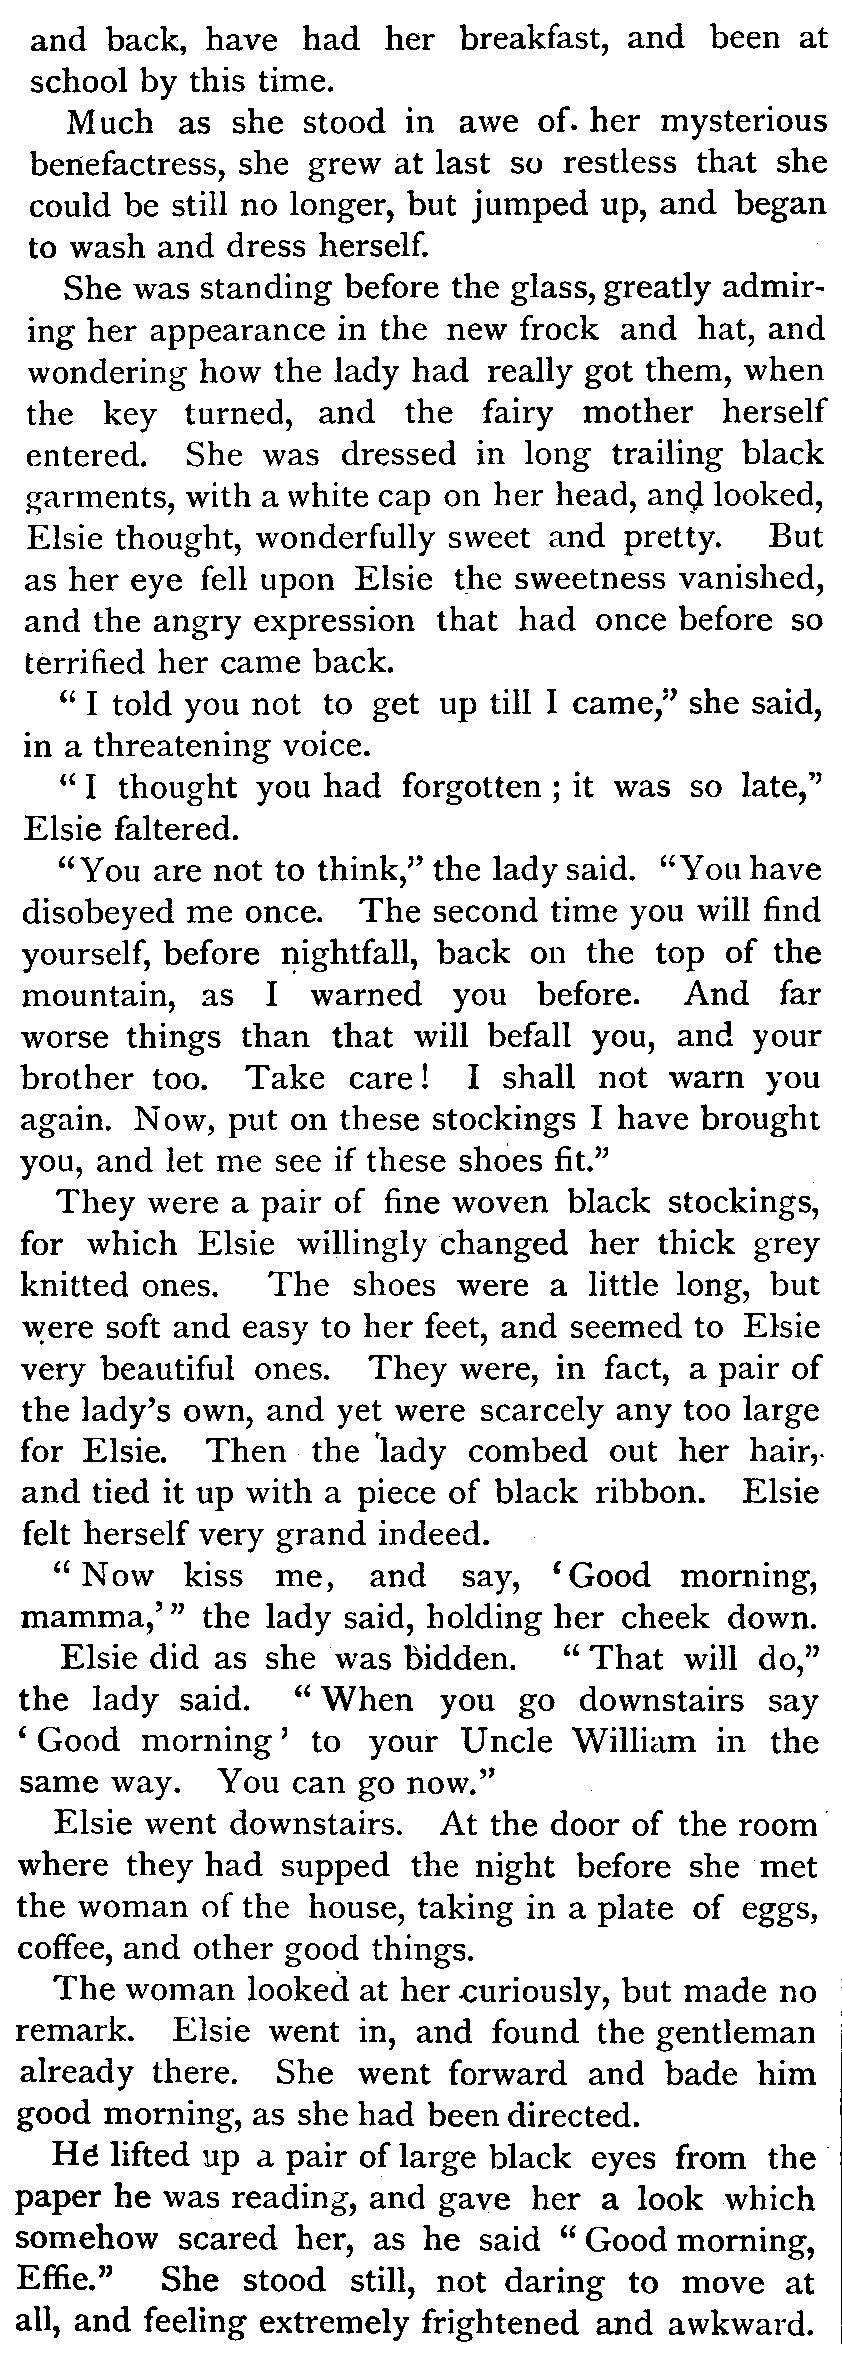 and back, have had her breakfast, and been at
school by this time.
Much as she stood in awe of. her mysterious
benefactress, she grew at last so restless that she
could be still no longer, but jumped up, and began
to wash and dress herself.
She was standing before the glass, greatly admir-
ing her appearance in the new frock and hat, and
wondering how the lady had really got them, when
the key turned, and the fairy mother herself
entered. She was dressed in long trailing black
garments, with a white cap on her head, and looked,
Elsie thought, wonderfully sweet and pretty. But
as her eye fell upon Elsie the sweetness vanished,
and the angry expression that had once before so
terrified her came back.
“ I told you not to get up till I came,” she said,
in a threatening voice.
“ I thought you had forgotten ; it was so late,”
Elsie faltered.
“You are not to think,” the lady said. “You have
disobeyed me once. The second time you will find
yourself, before nightfall, back on the top of the
mountain, as I warned you before. And far
worse things than that will befall you, and your
brother too. Take care! I shall not warn you
again. Now, put on these stockings I have brought
you, and let me see if these shoes fit.”
They were a pair of fine woven black stockings,
for which Elsie willingly changed her thick grey
knitted ones. The shoes were a little long, but
were soft and easy to her feet, and seemed to Elsie
very beautiful ones. They were, in fact, a pair of
the lady’s own, and yet were scarcely any too large
for Elsie. Then the lady combed out her hair,
and tied it up with a piece of black ribbon. Elsie
felt herself very grand indeed.
“ Now kiss me, and say, ‘Good morning,
mamma,’ ” the lady said, holding her cheek down.
Elsie did as she was bidden. “ That will do,”
the lady said. “ When you go downstairs say
‘ Good morning ’ to your Uncle William in the
same way. You can go now.”
Elsie went downstairs. At the door of the room
where they had supped the night before she met
the woman of the house, taking in a plate of eggs,
coffee, and other good things.
The woman looked at her curiously, but made no
remark. Elsie went in, and found the gentleman
already there. She went forward and bade him
good morning, as she had been directed.
He lifted up a pair of large black eyes from the
paper he was reading, and gave her a look which
somehow scared her, as he said “ Good morning,
Effie.” She stood still, not daring to move at
all, and feeling extremely frightened and awkward.